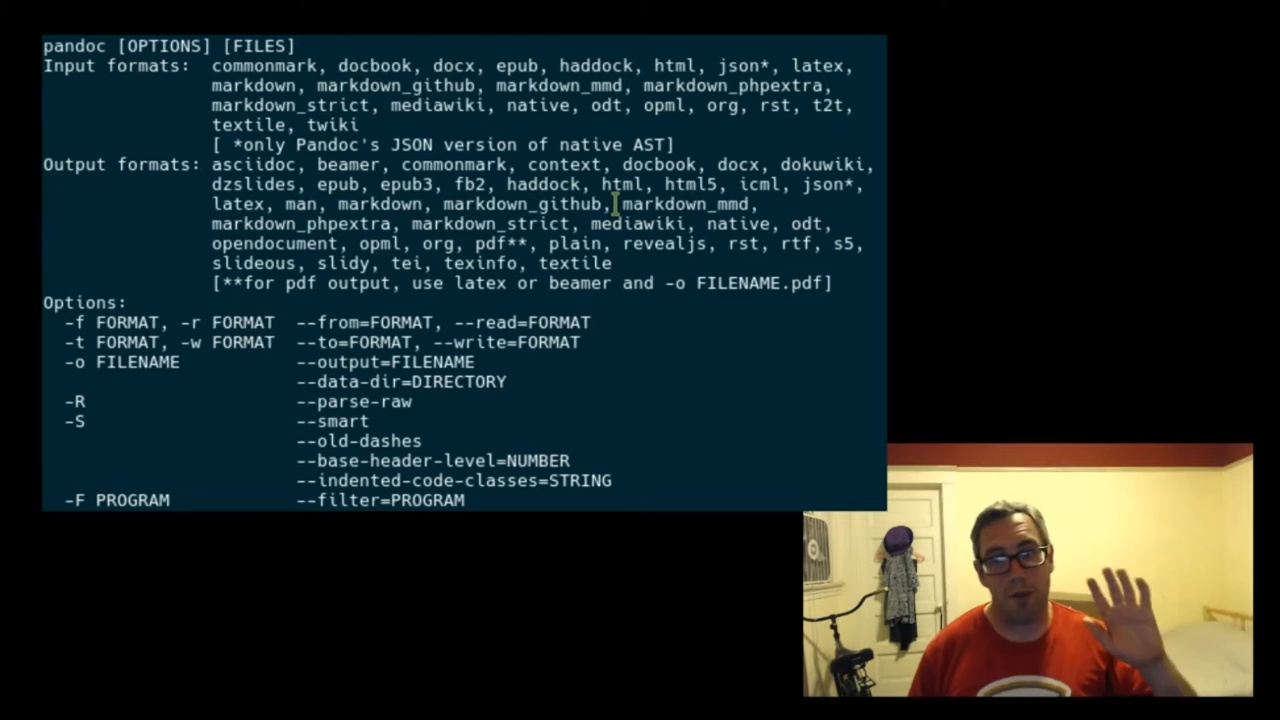 pandoc [OPTIONS] [FILES]
Input formats:  commonmark, docbook, docx, epub, haddock, html, json*, latex,
markdown, markdown_github, markdown_mmd, markdown_phpextra,
markdown_strict, mediawiki, native, odt, opml, org, rst, t2t,
textile, twiki
[ *only Pandoc's JSON version of native AST]
Output formats: asciidoc, beamer, commonmark, context, docbook, docx, dokuwiki,
dzslides, epub, epub3, fb2, haddock, html, html5, icml, json*,
latex, man, markdown, markdown_github, markdown_mmd,
markdown_phpextra, markdown_strict, mediawiki, native, odt,
opendocument, opml, org, pdf**, plain, revealjs, rst, rtf, s5,
slideous, slidy, tei, texinfo, textile
[**for pdf output, use latex or beamer and -o FILENAME.pdf]
Options:
-f FORMAT, -r FORMAT  --from=FORMAT, --read=FORMAT
-t FORMAT, -w FORMAT  --to=FORMAT, --write=FORMAT
-o FILENAME           --output=FILENAME
--data-dir=DIRECTORY
-R                    --parse-raw
-S                    --smart
--old-dashes
--base-header-level=NUMBER
--indented-code-classes=STRING
-F PROGRAM            --filter=PROGRAM